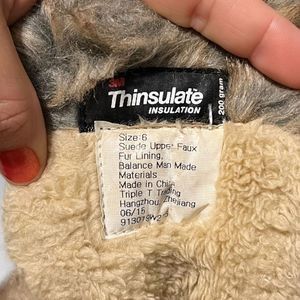 3M
Thinsulate
INSULATION
200 gram
Size:6
Suede Upper Faux
Fur Lining,
Balance Man Made
Materials
Made in China
Triple T Trading
Hangzhou, Zhejiang
06/15